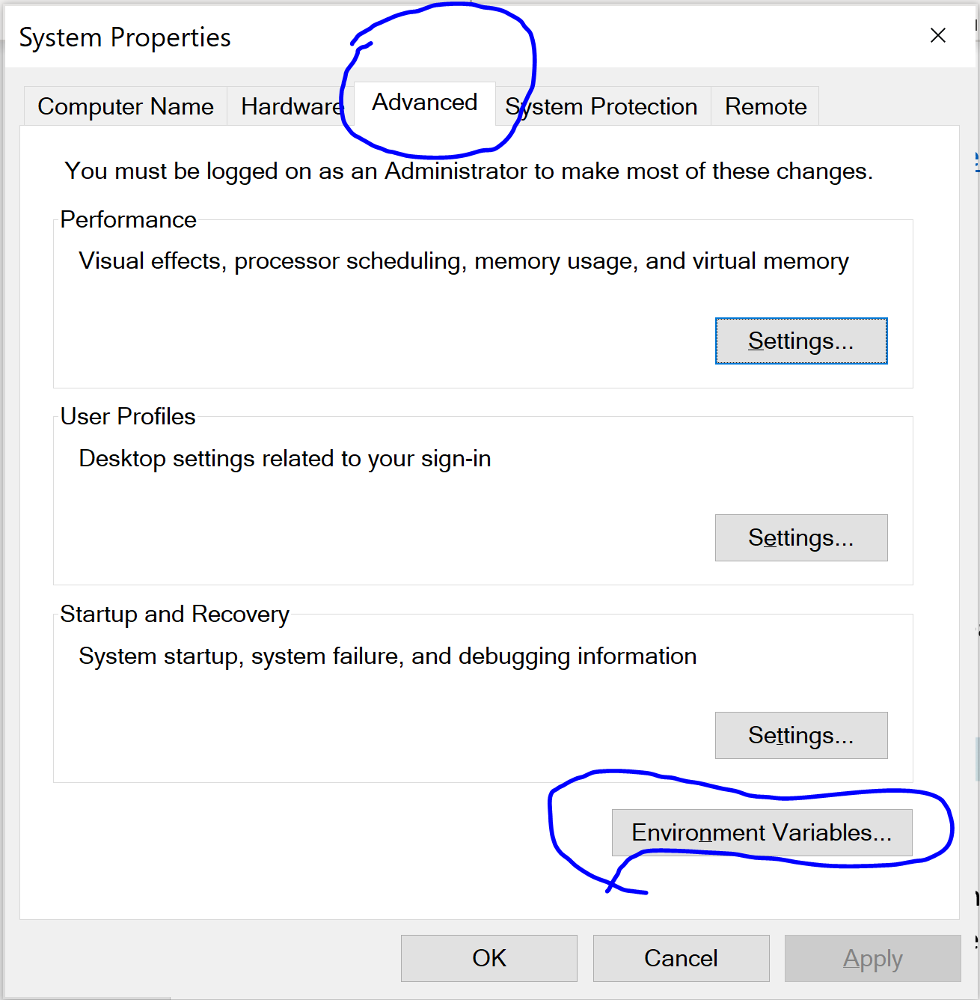 System Properties
Computer Name Hardware Advanced System Protection Remote
You must be logged on as an Administrator to make most of these changes.
Performance
Visual effects, processor scheduling, memory usage, and virtual memory
Settings...
User Profiles
Desktop settings related to your sign-in
Settings...
Startup and Recovery
System startup, system failure, and debugging information
Settings...
Environment Variables...
OK Cancel Apply